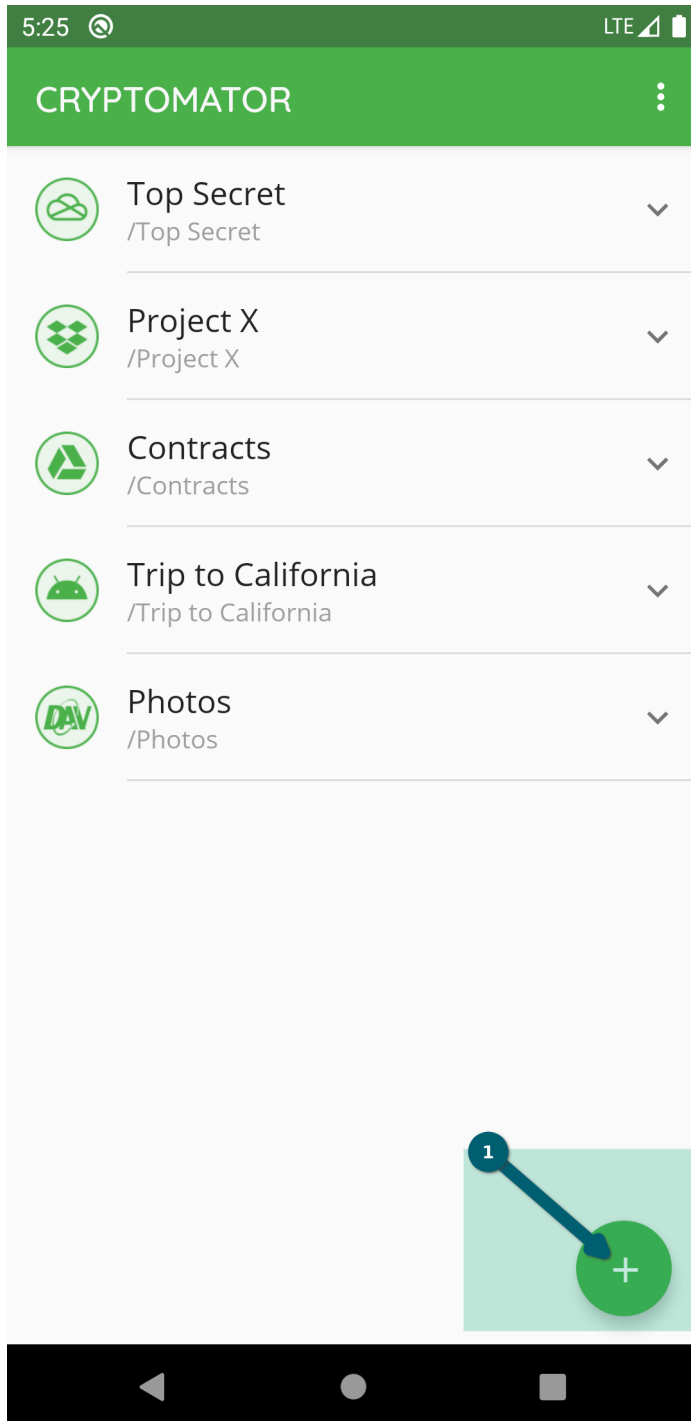 5:25 LTE
CRYPTOMATOR
Top Secret
/Top Secret
Project X
/Project X
Contracts
/Contracts
Trip to California
/Trip to California
DAV
Photos
/Photos
1
+